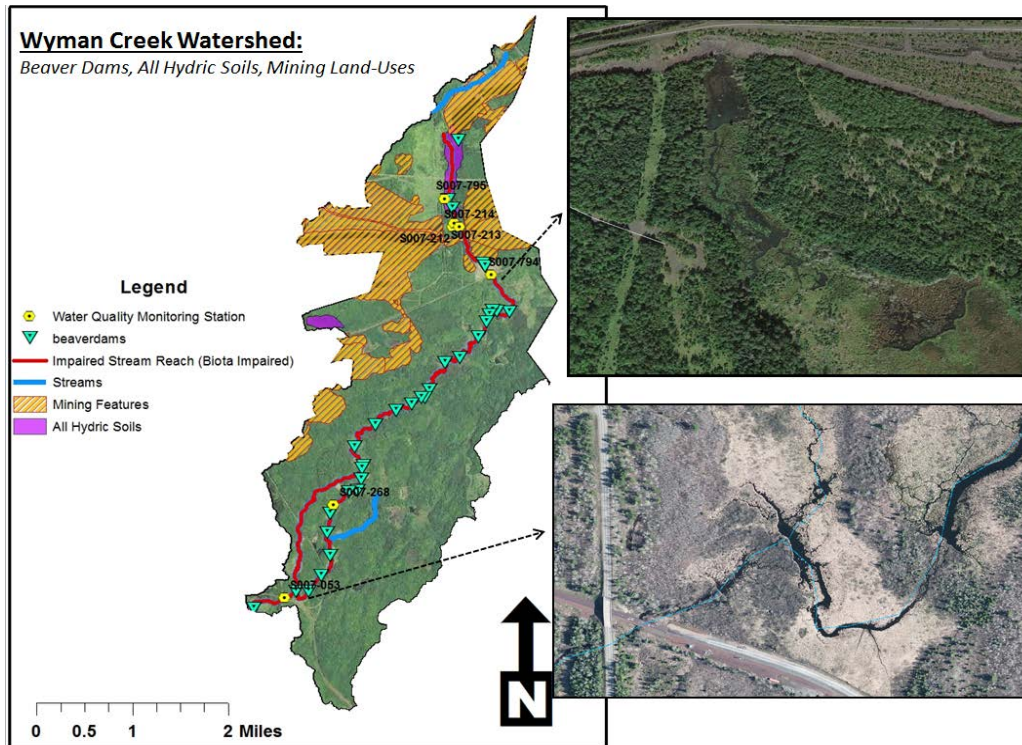 Wyman Creek Watershed:
Beaver Dams, All Hydric Soils, Mining Land-Uses
S007-795
S007-214
S007-212
S007-213
S007-794
Legend
Water Quality Monitoring Station
beaverdams
Impaired Stream Reach (Biota Impaired)
Streams
Mining Features
All Hydric Soils
S007-268
S007-053
N
0 0.5 1 2 Miles